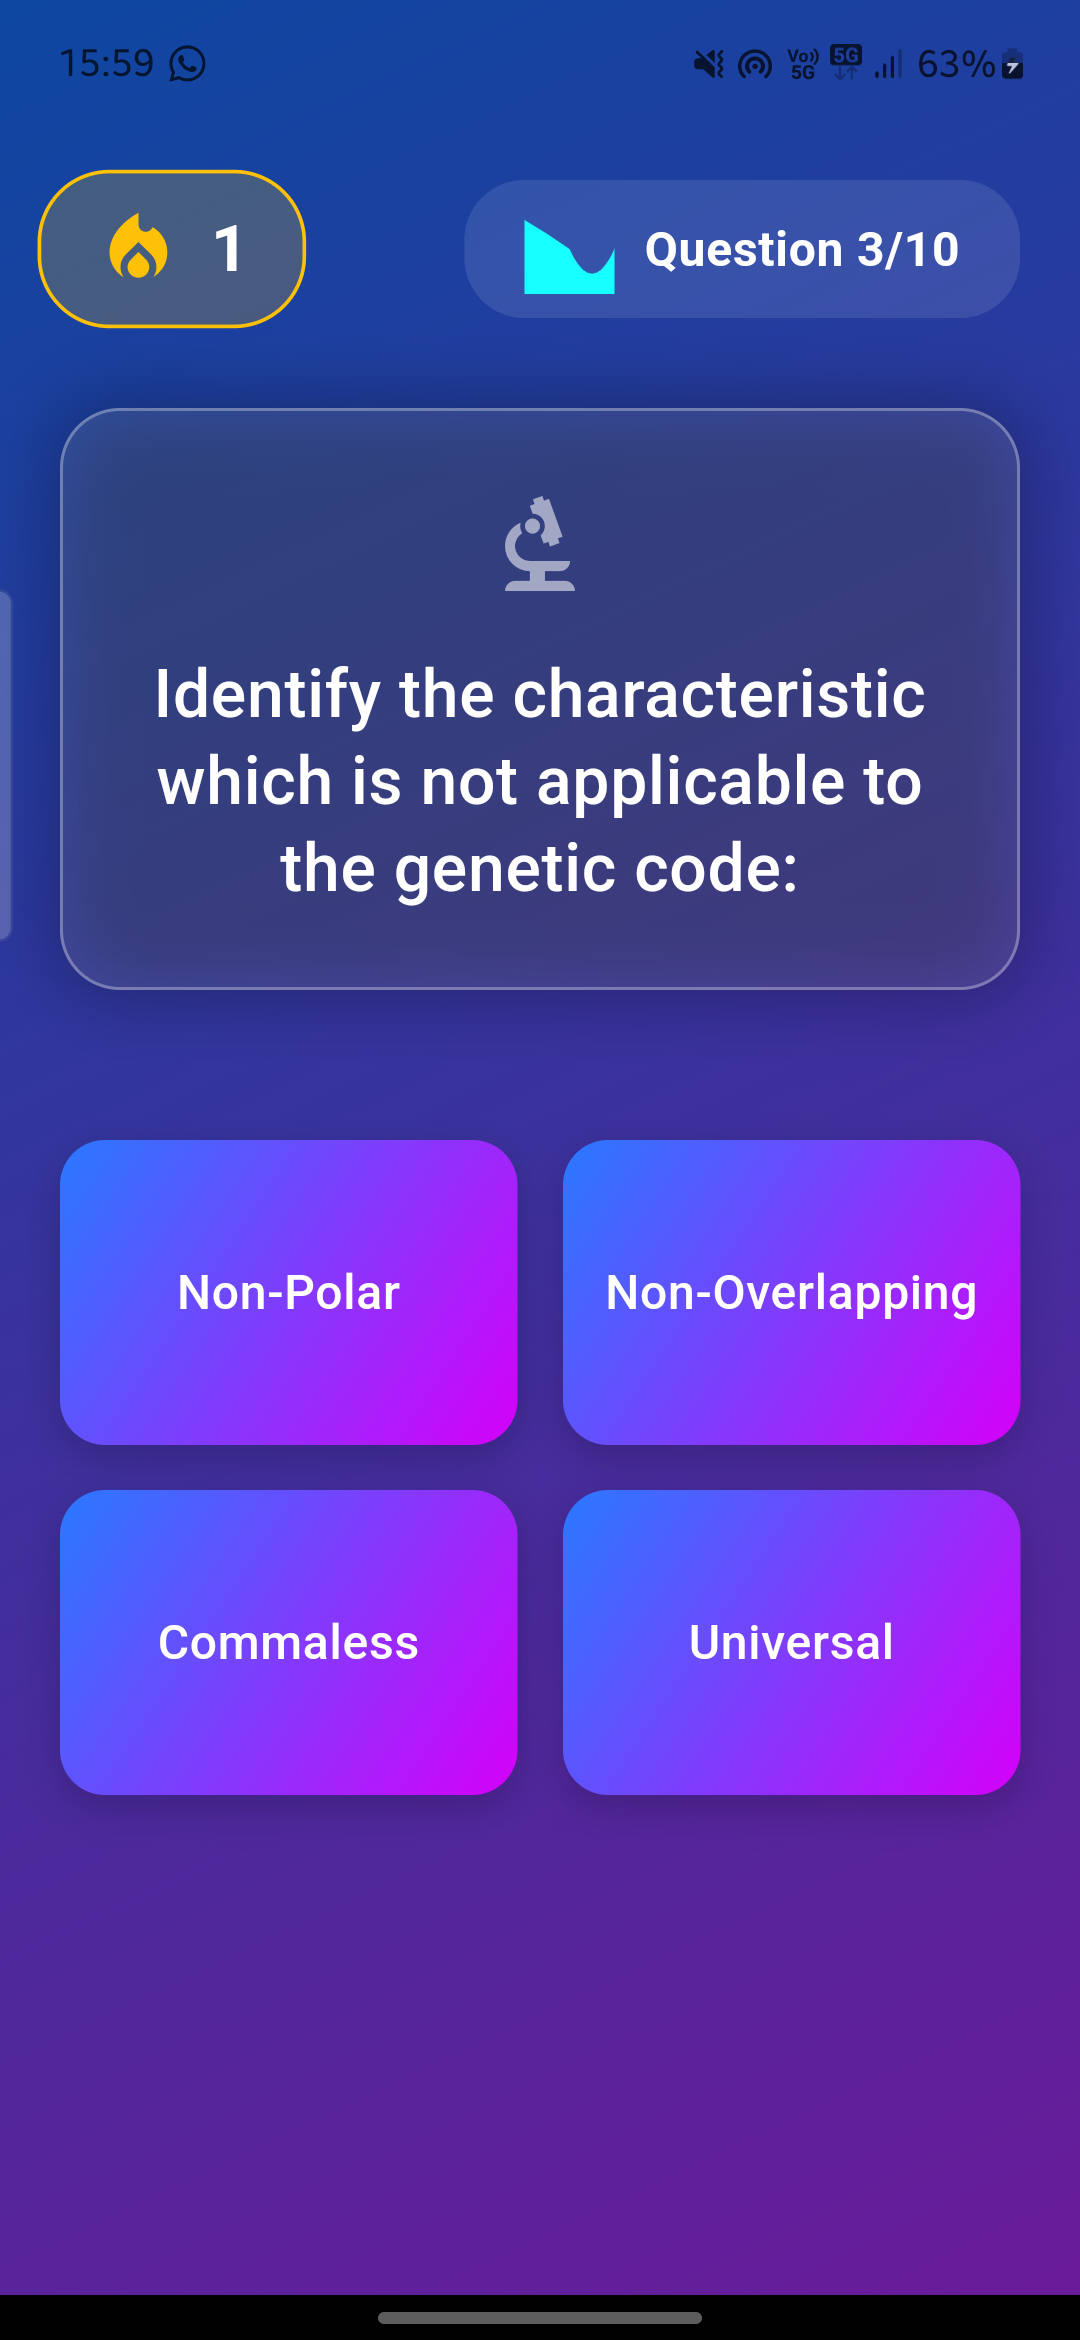 15:59
Vo))
5G
5G
63%
1
Question 3/10
Identify the characteristic
which is not applicable to
the genetic code:
Non-Polar
Non-Overlapping
Commaless
Universal